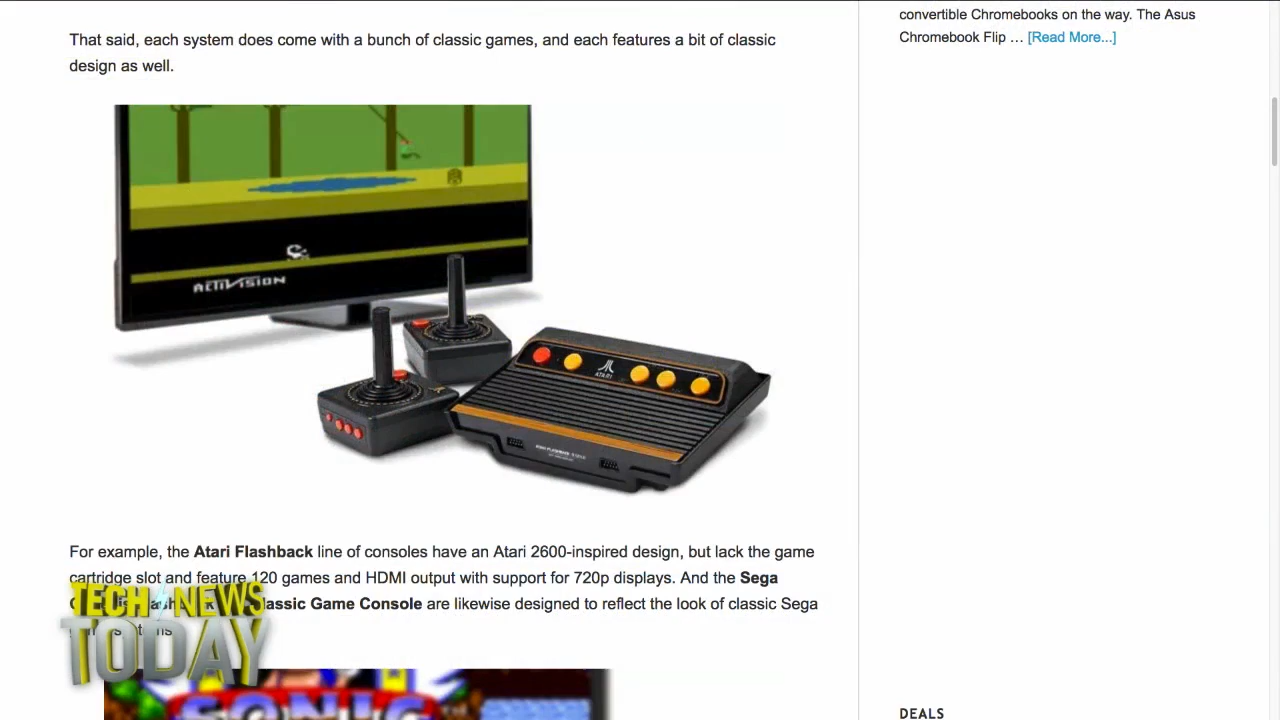 That said, each system does come with a bunch of classic games, and each features a bit of classic
design as well.
convertible Chromebooks on the way. The Asus
Chromebook Flip … [Read More...]
ACTIVISION
ATARI
For example, the Atari Flashback line of consoles have an Atari 2600-inspired design, but lack the game
cartridge slot and feature 120 games and HDMI output with support for 720p displays. And the Sega
Classic Game Console are likewise designed to reflect the look of classic Sega
TECH NEWS
TODAY
SONIC
DEALS